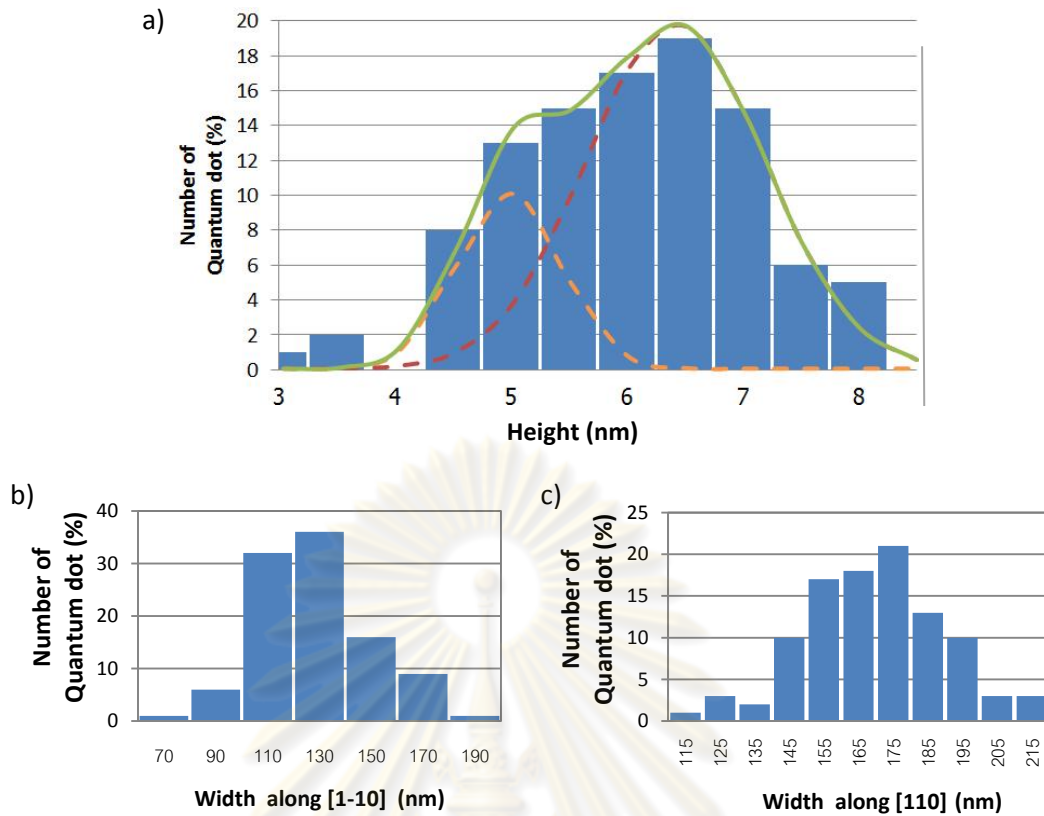 a)
20
18
16
14
12
10
8
6
4
2
0
Number of
Quantum dot (%)
3 4 5 6 7 8
Height (nm)
b)
40
30
20
10
0
Number of
Quantum dot (%)
70 90 110 130 150 170 190
Width along [1-10] (nm)
c)
25
20
15
10
5
0
Number of
Quantum dot (%)
115 125 135 145 155 165 175 185 195 205 215
Width along [110] (nm)